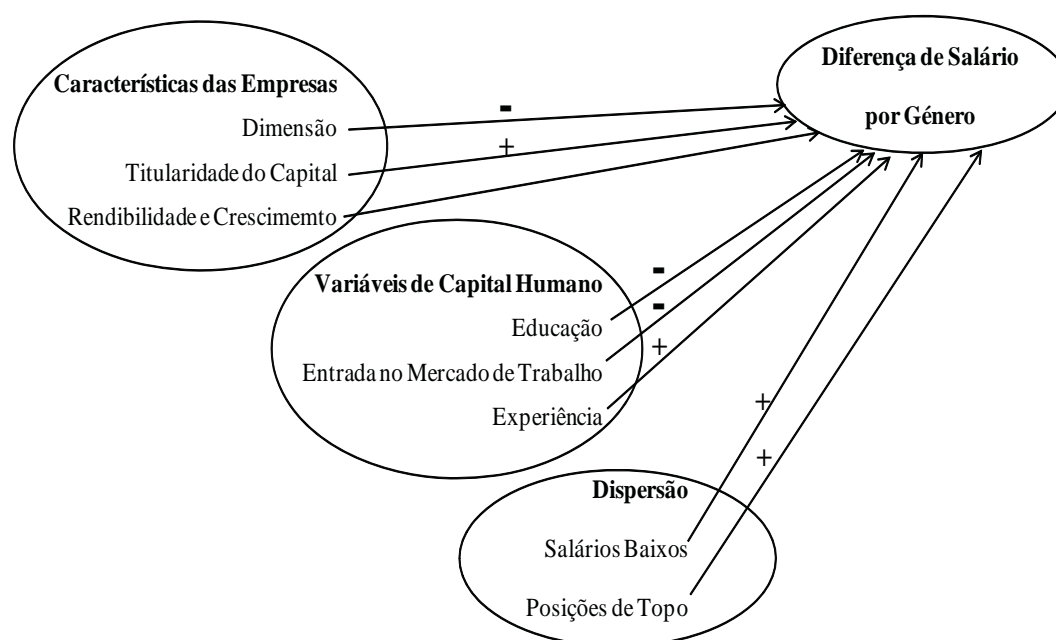 Diferença de Salário
por Género
Características das Empresas
Dimensão
Titularidade do Capital
Rendibilidade e Crescimemto
-
+
Variáveis de Capital Humano
Educação
Entrada no Mercado de Trabalho
Experiência
-
-
+
Dispersão
Salários Baixos
Posições de Topo
+
+